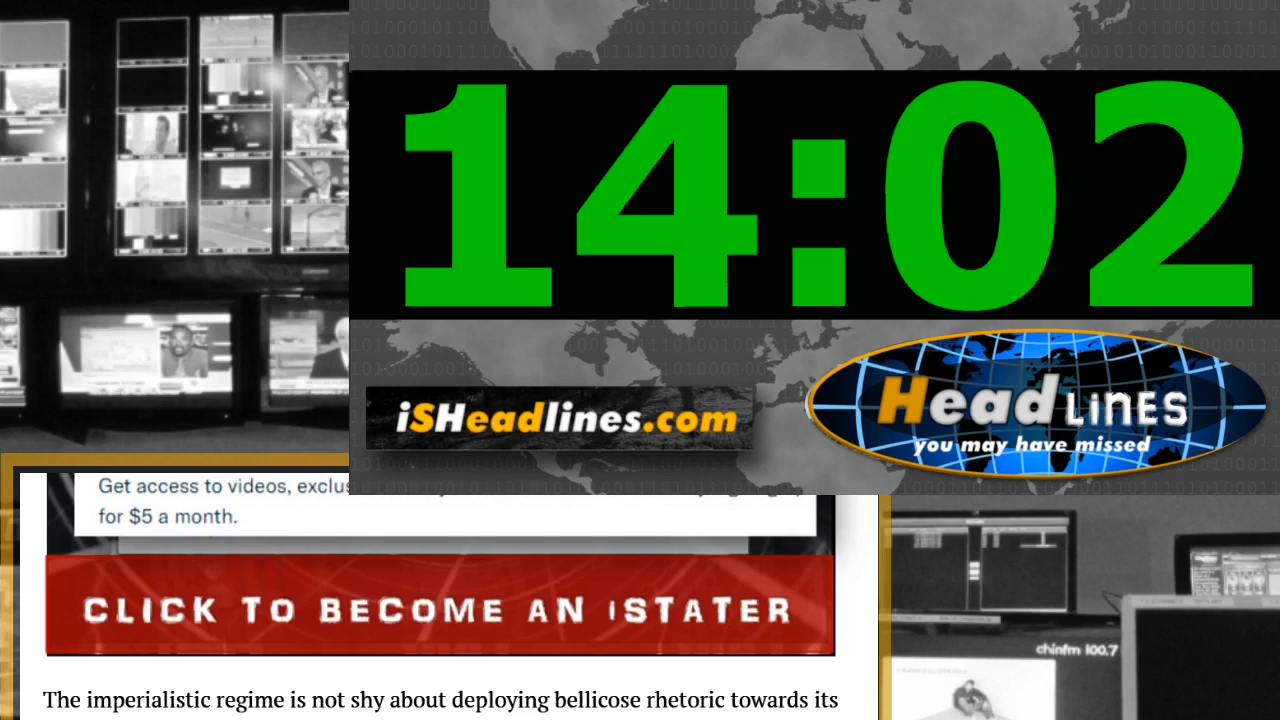 14:02
iSHeadlines.com
HeadLINES
you may have missed
Get access to videos, exclus
for $5 a month.
CLICK TO BECOME AN iSTATER
The imperialistic regime is not shy about deploying bellicose rhetoric towards its
chinfm 100.7